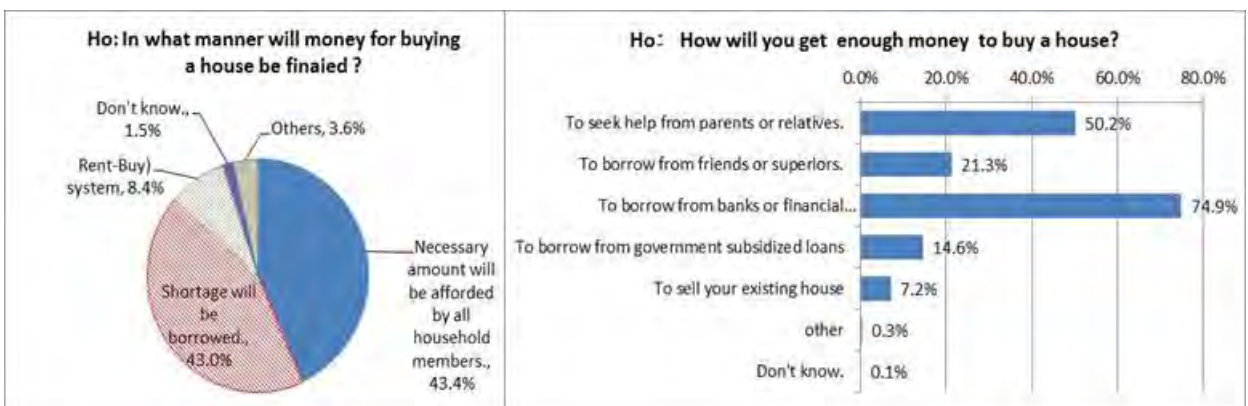 Ho: In what manner will money for buying
a house be finaied ?
Don't know.,
1.5%
Others, 3.6%
Rent-Buy)
system, 8.4%
Necessary
amount will
be afforded
by all
household
members.,
43.4%
Shortage will
be
borrowed.,
43.0%
Ho: How will you get enough money to buy a house?
0.0% 20.0% 40.0% 60.0% 80.0%
To seek help from parents or relatives. 50.2%
To borrow from friends or superiors. 21.3%
To borrow from banks or financial... 74.9%
To borrow from government subsidized loans 14.6%
To sell your existing house 7.2%
other 0.3%
Don't know. 0.1%